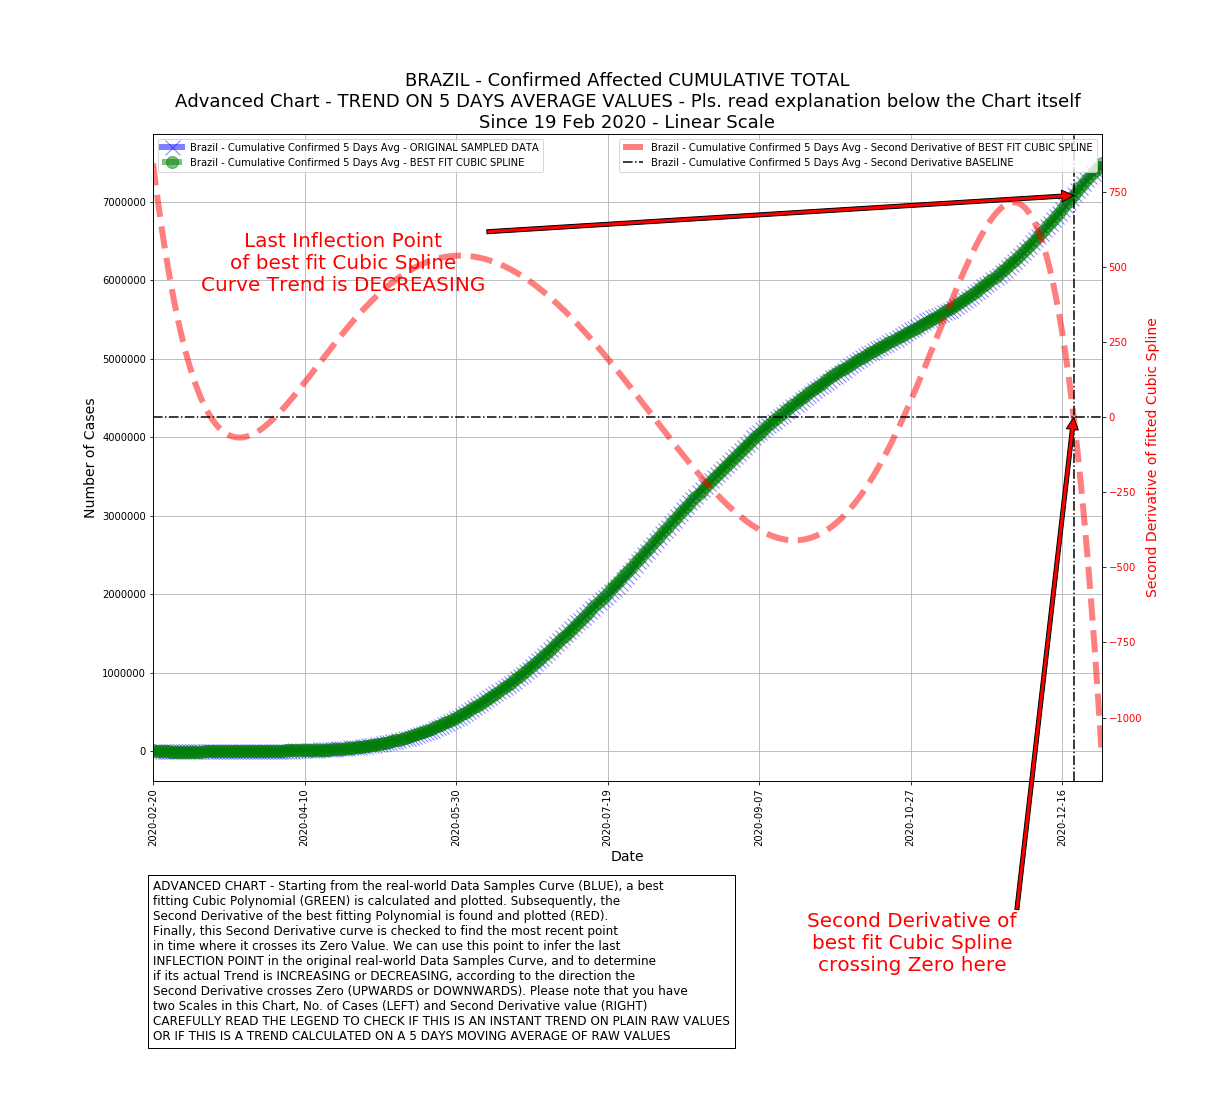 BRAZIL - Confirmed Affected CUMULATIVE TOTAL
Advanced Chart - TREND ON 5 DAYS AVERAGE VALUES - Pls. read explanation below the Chart itself
Since 19 Feb 2020 - Linear Scale
Brazil - Cumulative Confirmed 5 Days Avg - ORIGINAL SAMPLED DATA
Brazil - Cumulative Confirmed 5 Days Avg - BEST FIT CUBIC SPLINE
Brazil - Cumulative Confirmed 5 Days Avg - Second Derivative of BEST FIT CUBIC SPLINE
Brazil - Cumulative Confirmed 5 Days Avg - Second Derivative BASELINE
Last Inflection Point
of best fit Cubic Spline
Curve Trend is DECREASING
Number of Cases
7000000
6000000
5000000
4000000
3000000
2000000
1000000
0
750
500
250
0
−250
−500
−750
−1000
Second Derivative of fitted Cubic Spline
2020-02-20
2020-04-10
2020-05-30
2020-07-19
2020-09-07
2020-10-27
2020-12-16
Date
ADVANCED CHART - Starting from the real-world Data Samples Curve (BLUE), a best
fitting Cubic Polynomial (GREEN) is calculated and plotted. Subsequently, the
Second Derivative of the best fitting Polynomial is found and plotted (RED).
Finally, this Second Derivative curve is checked to find the most recent point
in time where it crosses its Zero Value. We can use this point to infer the last
INFLECTION POINT in the original real-world Data Samples Curve, and to determine
if its actual Trend is INCREASING or DECREASING, according to the direction the
Second Derivative crosses Zero (UPWARDS or DOWNWARDS). Please note that you have
two Scales in this Chart, No. of Cases (LEFT) and Second Derivative value (RIGHT)
CAREFULLY READ THE LEGEND TO CHECK IF THIS IS AN INSTANT TREND ON PLAIN RAW VALUES
OR IF THIS IS A TREND CALCULATED ON A 5 DAYS MOVING AVERAGE OF RAW VALUES
Second Derivative of
best fit Cubic Spline
crossing Zero here